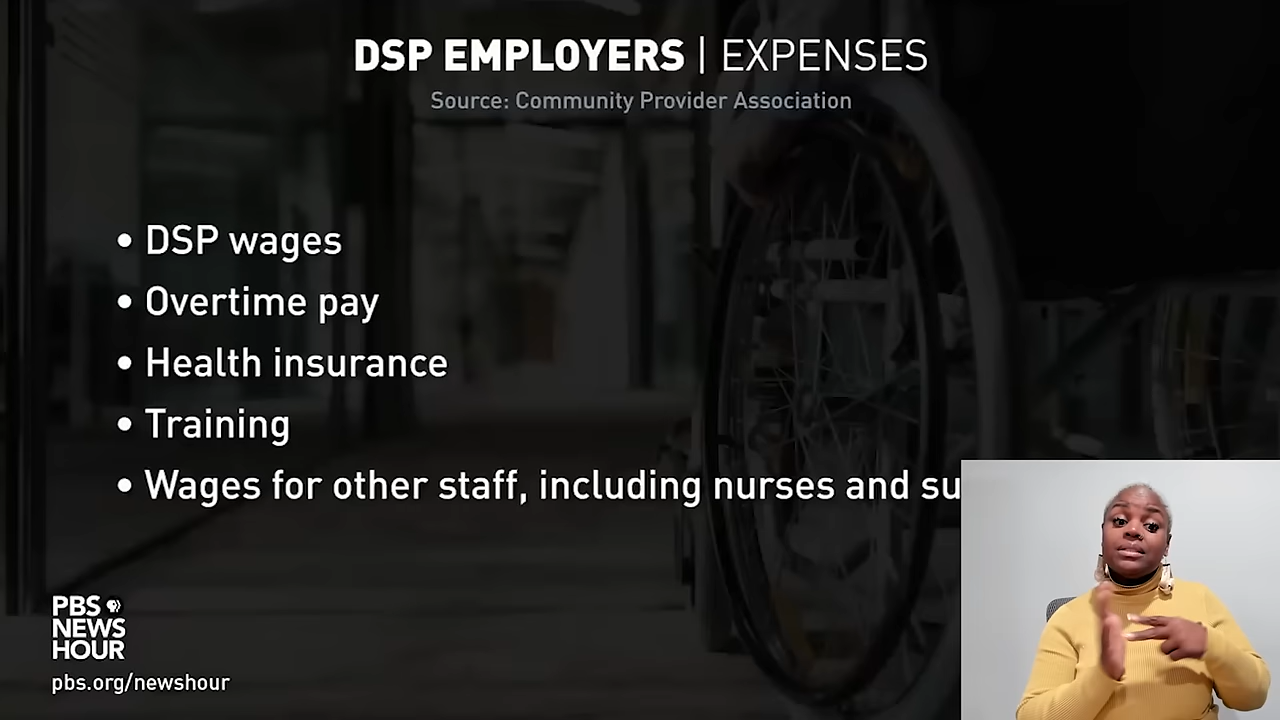 DSP EMPLOYERS | EXPENSES
Source: Community Provider Association
• DSP wages
• Overtime pay
• Health insurance
• Training
• Wages for other staff, including nurses and su
PBS
NEWS
HOUR
pbs.org/newshour